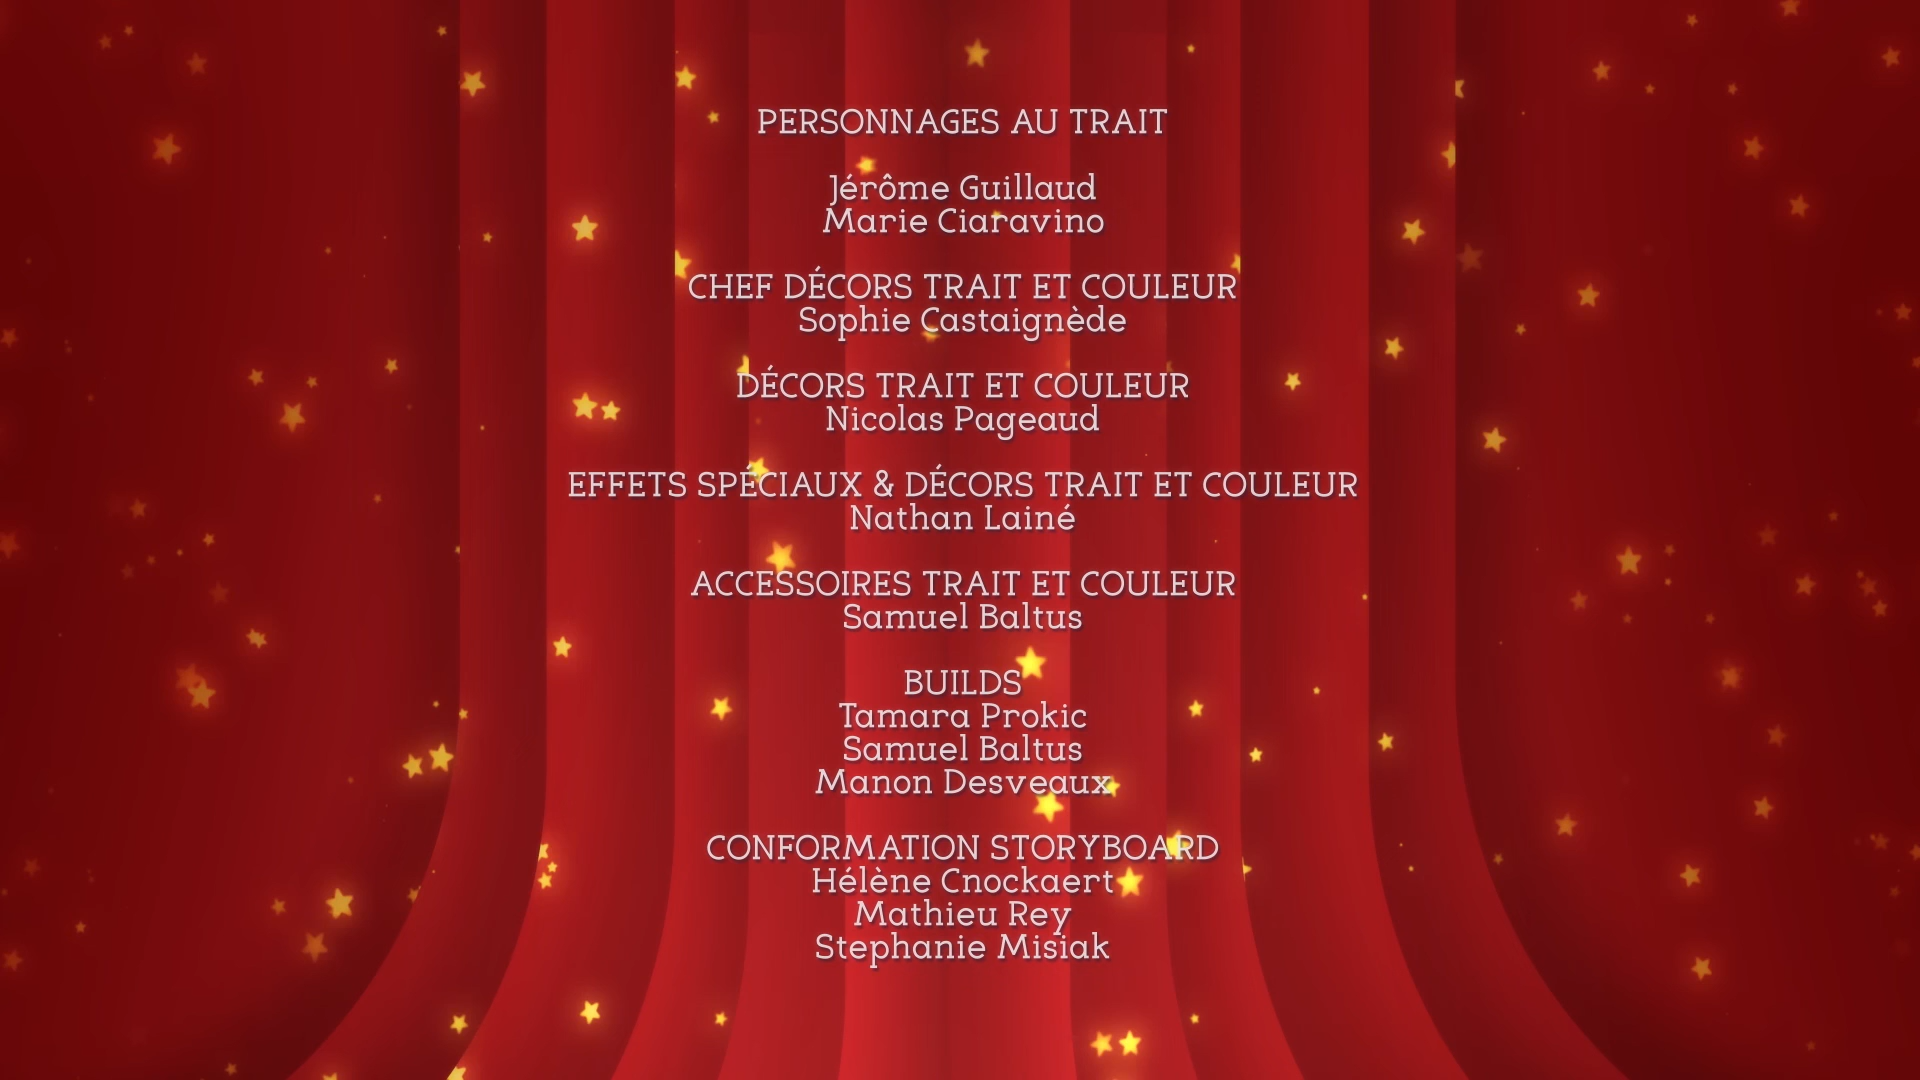 PERSONNAGES AU TRAIT
Jérôme Guillaud
Marie Ciaravino
CHEF DÉCORS TRAIT ET COULEUR
Sophie Castaignède
DÉCORS TRAIT ET COULEUR
Nicolas Pageaud
EFFETS SPÉCIAUX & DÉCORS TRAIT ET COULEUR
Nathan Lainé
ACCESSOIRES TRAIT ET COULEUR
Samuel Baltus
BUILDS
Tamara Prokic
Samuel Baltus
Manon Desveaux
CONFORMATION STORYBOARD
Hélène Cnockaert
Mathieu Rey
Stephanie Misiak